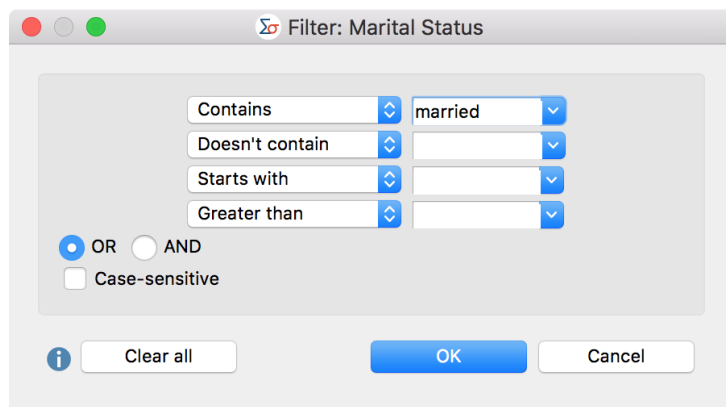 Σσ Filter: Marital Status
Contains married
Doesn't contain
Starts with
Greater than
OR AND
Case-sensitive
i Clear all OK Cancel